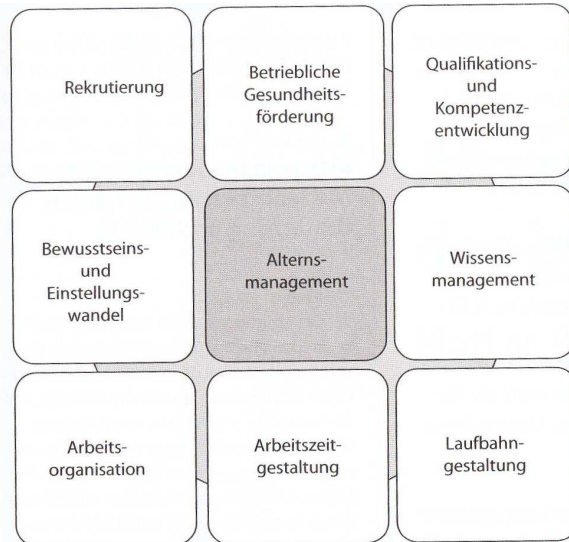 Rekrutierung
Betriebliche
Gesundheits-
förderung
Qualifikations-
und
Kompetenz-
entwicklung
Bewusstseins-
und
Einstellungs-
wandel
Alterns-
management
Wissens-
management
Arbeits-
organisation
Arbeitszeit-
gestaltung
Laufbahn-
gestaltung